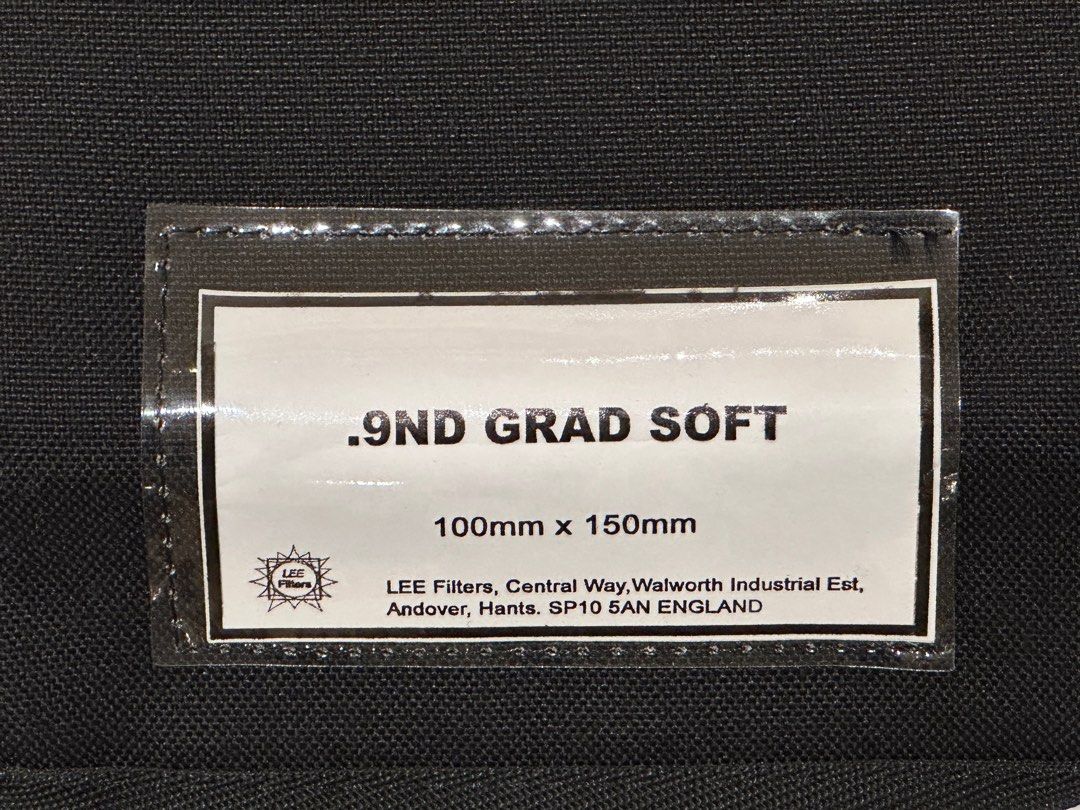 .9ND GRAD SOFT
100mm x 150mm
LEE
Filters
LEE Filters, Central Way,Walworth Industrial Est,
Andover, Hants. SP10 5AN ENGLAND